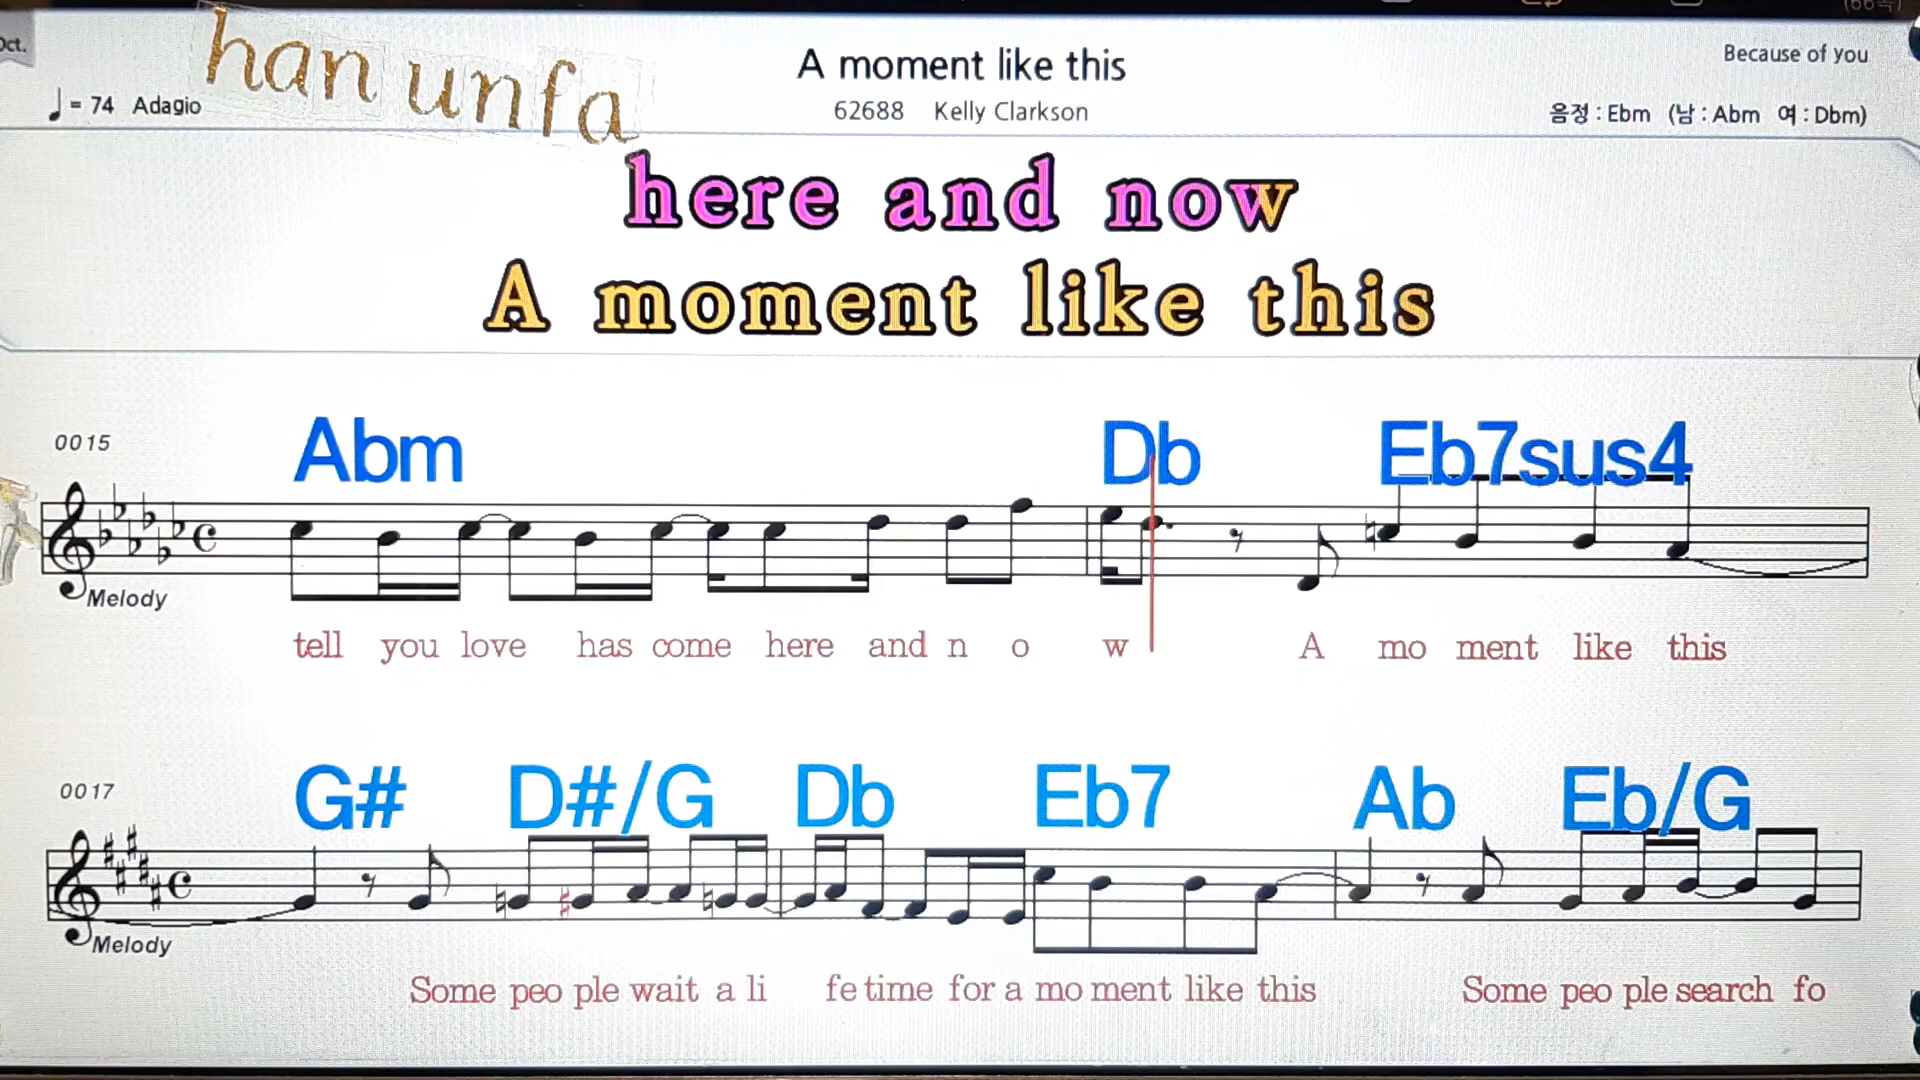 Oct.
han unfa
A moment like this
Because of you
♩ = 74 Adagio
62688 Kelly Clarkson
음정 : Ebm (남 : Abm 여 : Dbm)
here and now
A moment like this
0015
Abm Db Eb7sus4
Melody
tell you love has come here and n o w A mo ment like this
0017
G# D#/G Db Eb7 Ab Eb/G
Melody
Some peo ple wait a li fe time for a mo ment like this Some peo ple search fo